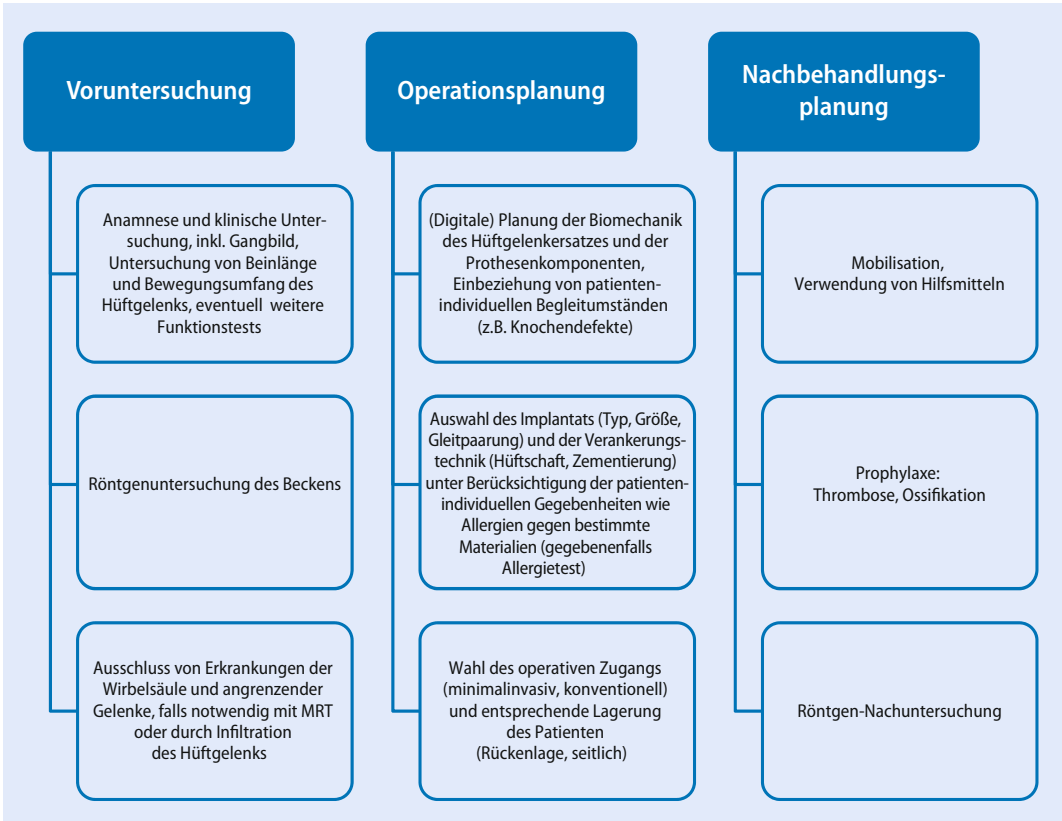 Voruntersuchung
Anamnese und klinische Unter-
suchung, inkl. Gangbild,
Untersuchung von Beinlänge
und Bewegungsumfang des
Hüftgelenks, eventuell weitere
Funktionstests
Röntgenuntersuchung des Beckens
Ausschluss von Erkrankungen der
Wirbelsäule und angrenzender
Gelenke, falls notwendig mit MRT
oder durch Infiltration
des Hüftgelenks
Operationsplanung
(Digitale) Planung der Biomechanik
des Hüftgelenkersatzes und der
Prothesenkomponenten,
Einbeziehung von patienten-
individuellen Begleitumständen
(z.B. Knochendefekte)
Auswahl des Implantats (Typ, Größe,
Gleitpaarung) und der Verankerungs-
technik (Hüftschaft, Zementierung)
unter Berücksichtigung der patienten-
individuellen Gegebenheiten wie
Allergien gegen bestimmte
Materialien (gegebenenfalls
Allergietest)
Wahl des operativen Zugangs
(minimalinvasiv, konventionell)
und entsprechende Lagerung
des Patienten
(Rückenlage, seitlich)
Nachbehandlungs-
planung
Mobilisation,
Verwendung von Hilfsmitteln
Prophylaxe:
Thrombose, Ossifikation
Röntgen-Nachuntersuchung